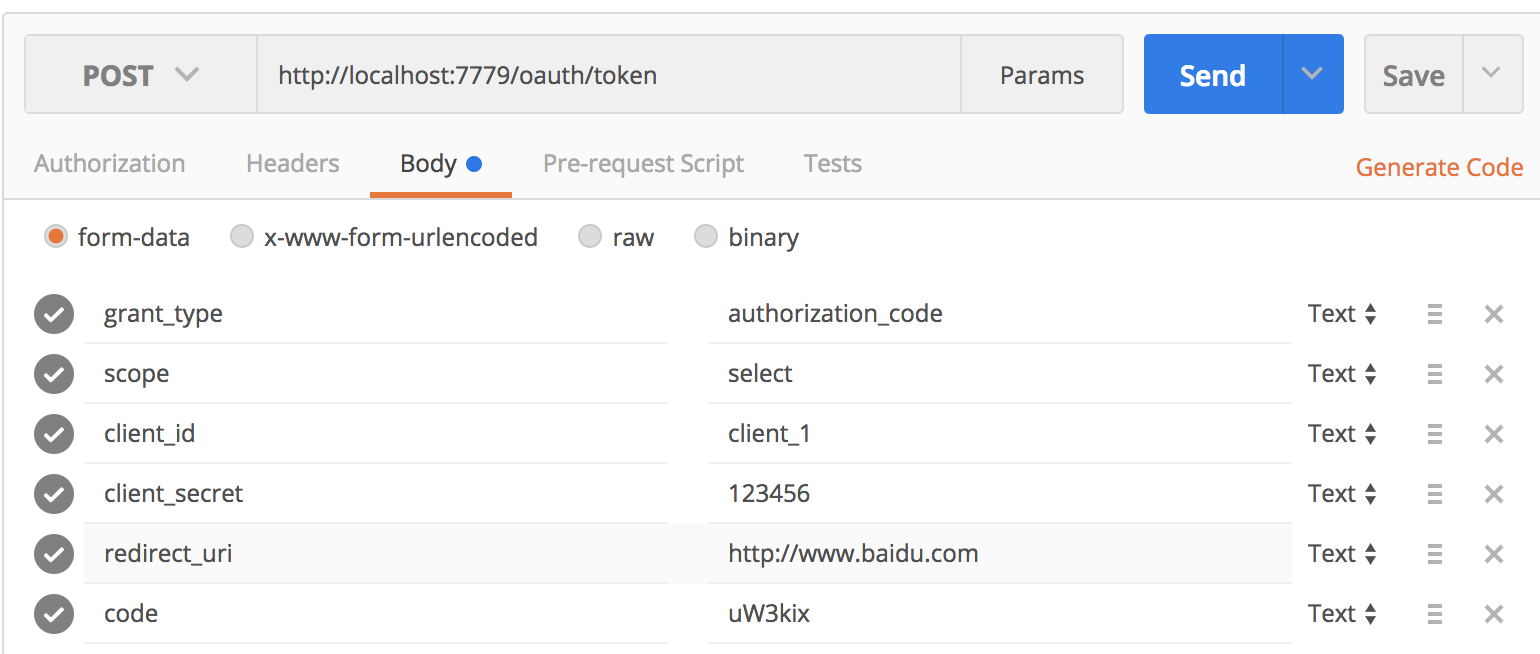 POST http://localhost:7779/oauth/token Params Send Save
Authorization Headers Body Pre-request Script Tests Generate Code
form-data x-www-form-urlencoded raw binary
grant_type authorization_code Text
scope select Text
client_id client_1 Text
client_secret 123456 Text
redirect_uri http://www.baidu.com Text
code uW3kix Text